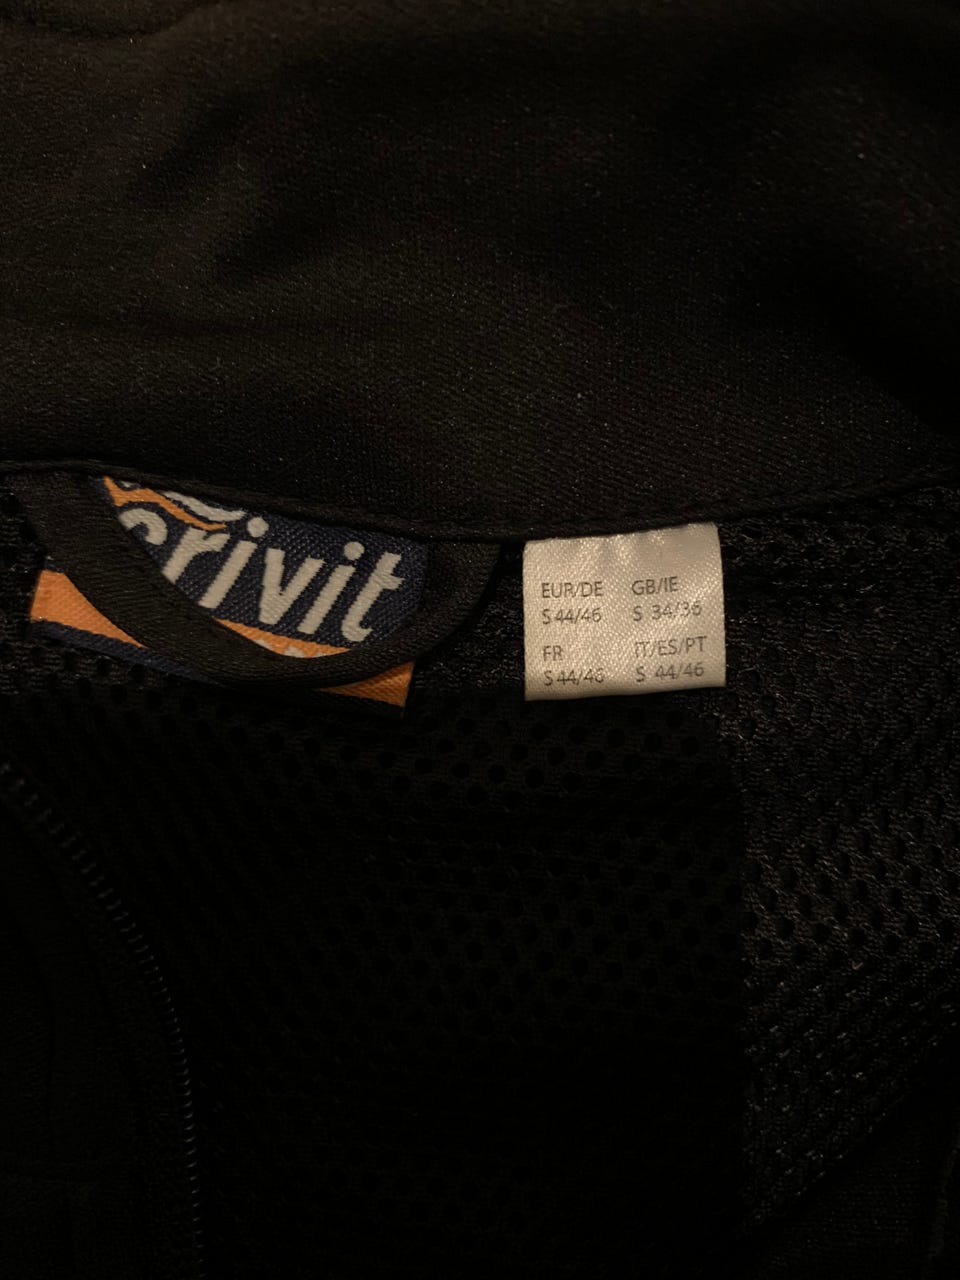 crivit
EUR/DE GB/IE
S 44/46 S 34/36
FR IT/ES/PT
S 44/46 S 44/46